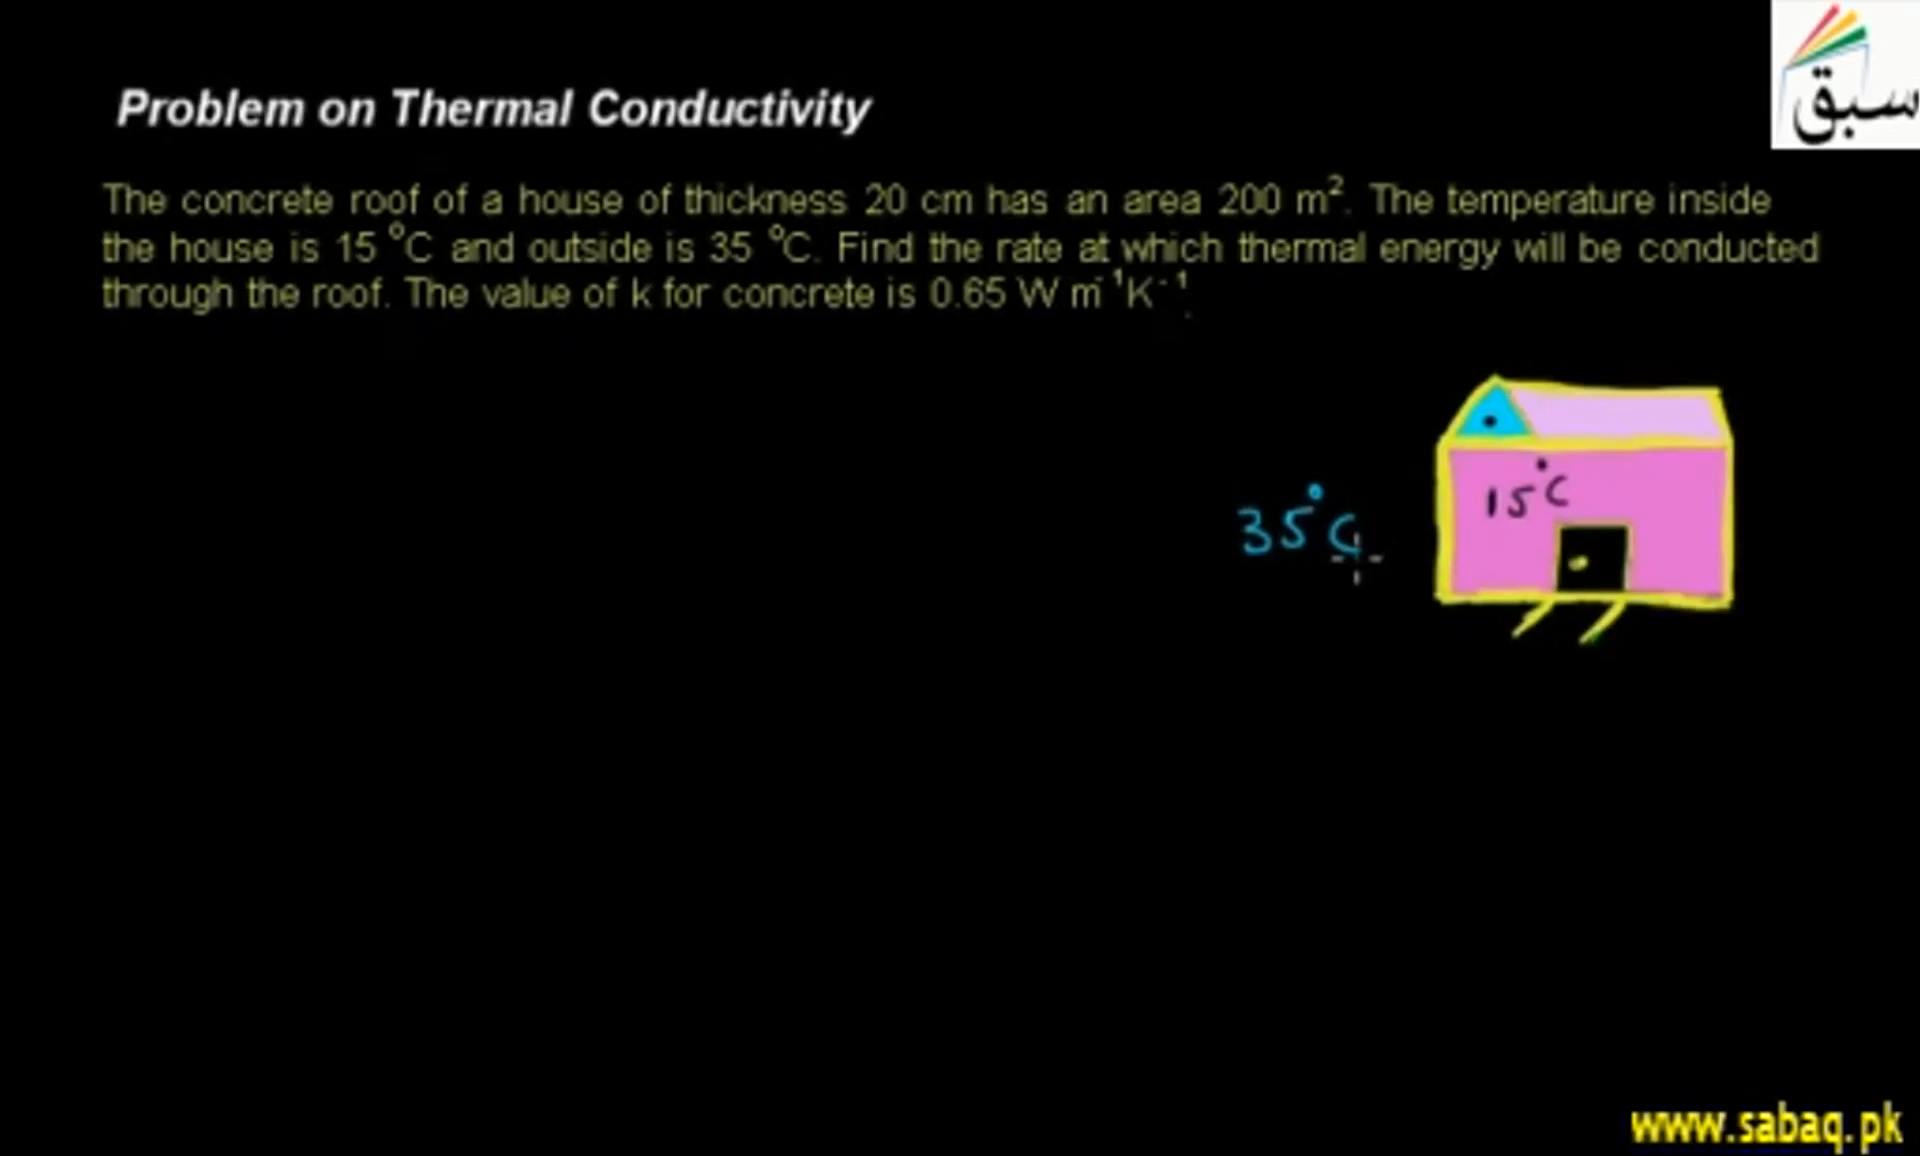 سبق
Problem on Thermal Conductivity
The concrete roof of a house of thickness 20 cm has an area 200 m². The temperature inside
the house is 15 °C and outside is 35 °C. Find the rate at which thermal energy will be conducted
through the roof. The value of k for concrete is 0.65 W m⁻¹K⁻¹.
15°C
35°C
www.sabaq.pk